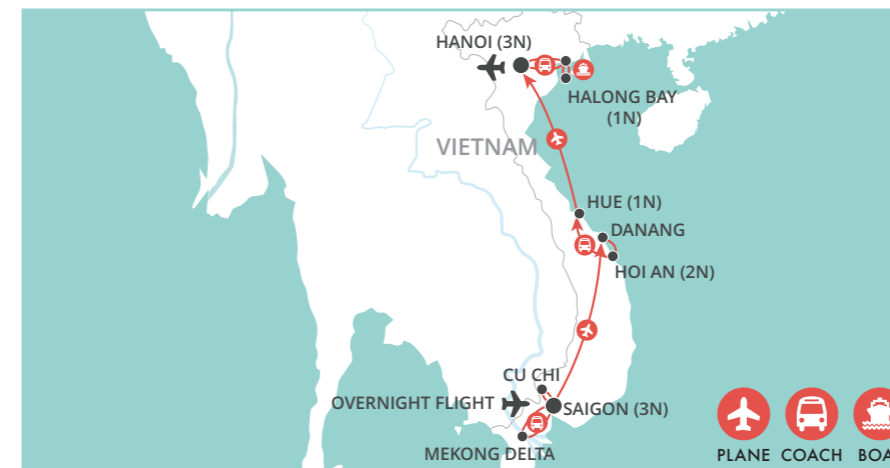 HANOI (3N)
HALONG BAY
(1N)
VIETNAM
HUE (1N)
DANANG
HOI AN (2N)
CU CHI
OVERNIGHT FLIGHT
SAIGON (3N)
MEKONG DELTA
PLANE COACH BOA